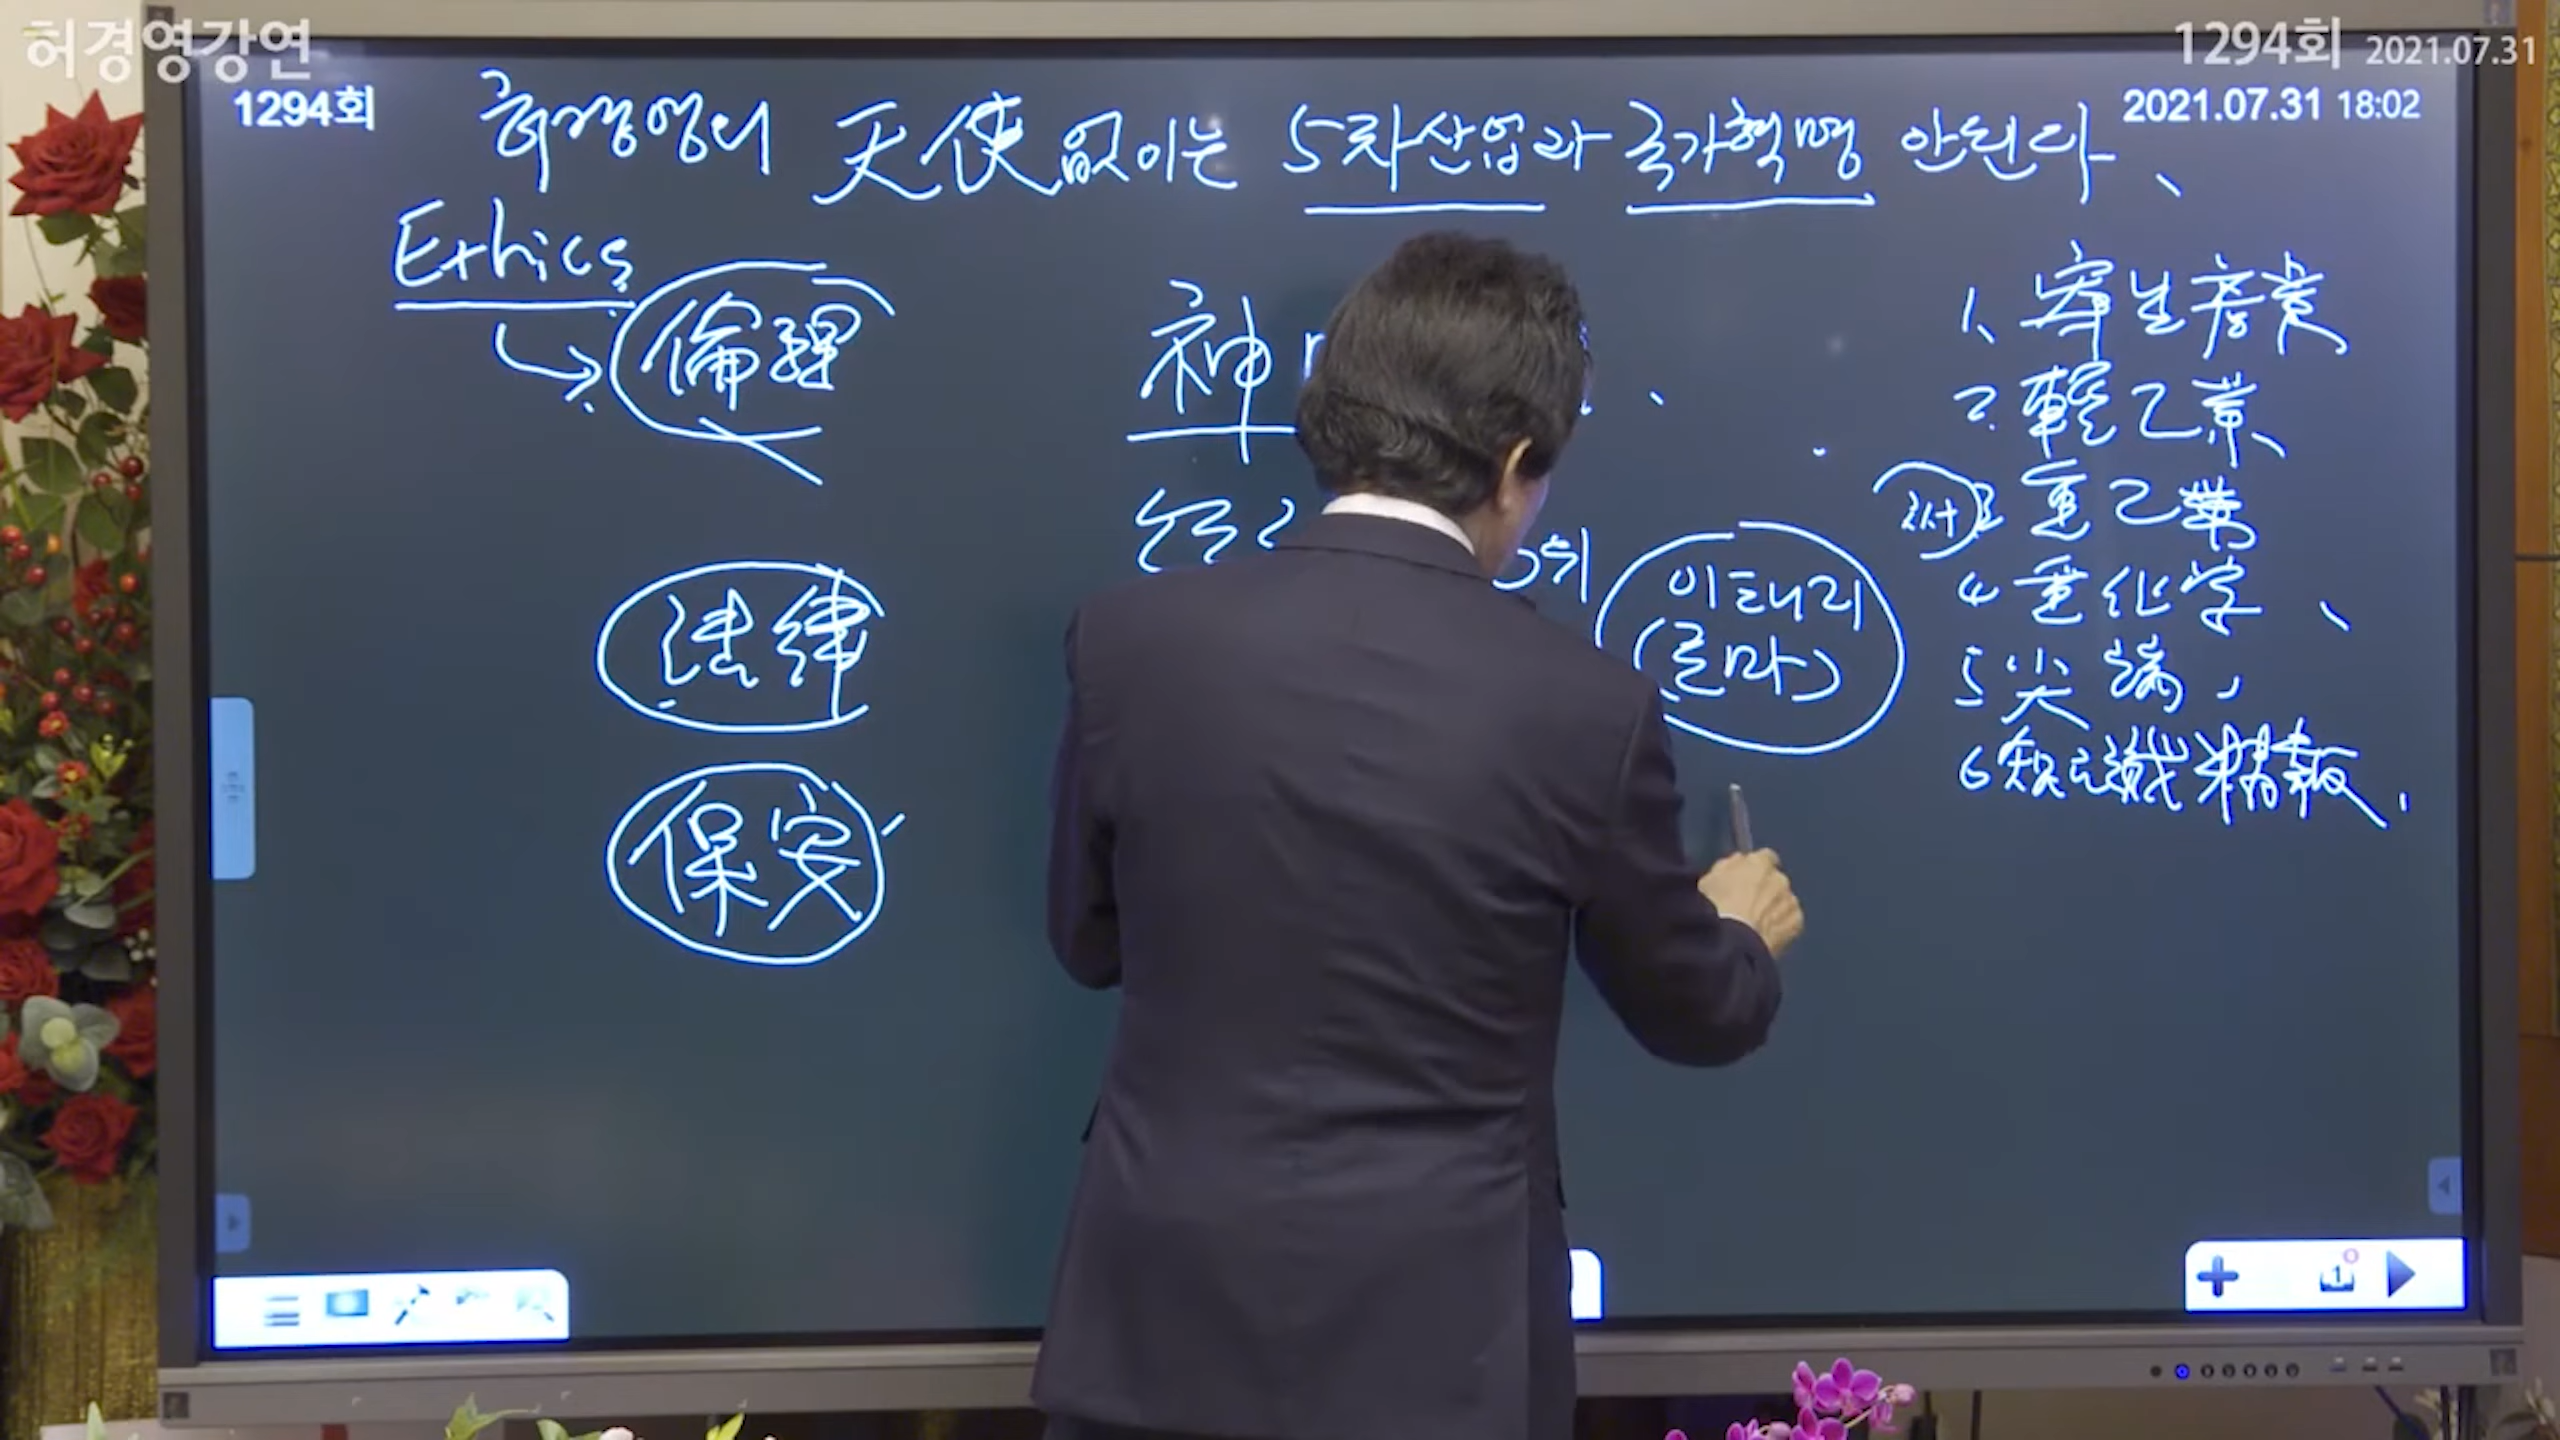 허경영강연
1294회 2021.07.31
1294회
2021.07.31 18:02
허경영의 天使 없이는 5차산업과 국가혁명 안된다
Ethics
倫理
神
이태리
(로마)
法律
保安
1. 寄生産業
2. 輕工業
3 重工業
4 重化学
5 尖端
6 知識 情報